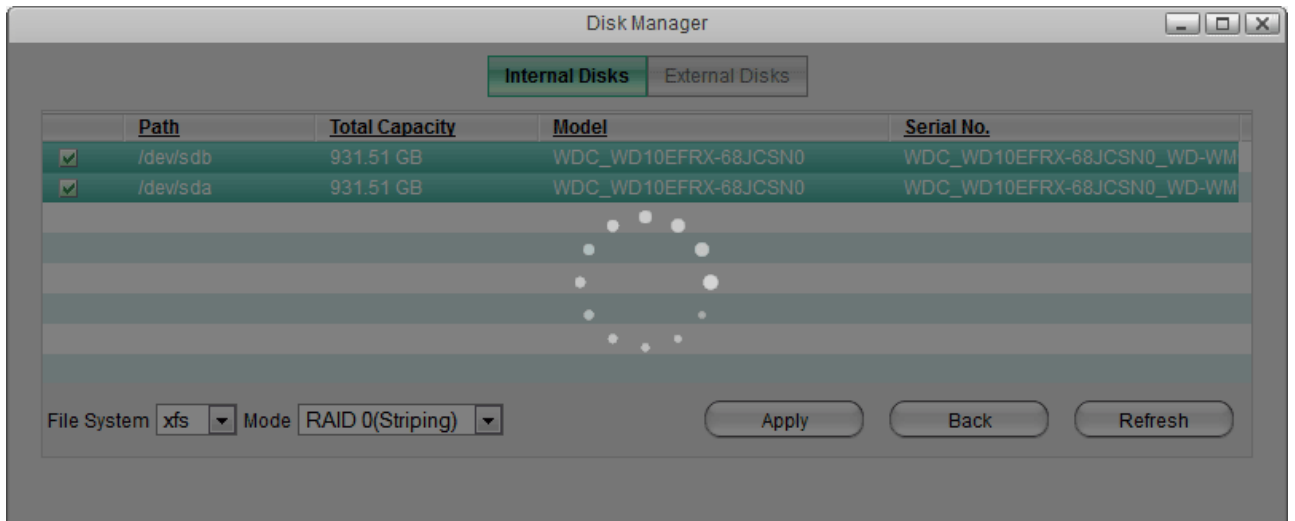 Disk Manager
Internal Disks External Disks
Path Total Capacity Model Serial No.
/dev/sdb 931.51 GB WDC_WD10EFRX-68JCSN0 WDC_WD10EFRX-68JCSN0_WD-WM
/dev/sda 931.51 GB WDC_WD10EFRX-68JCSN0 WDC_WD10EFRX-68JCSN0_WD-WM
File System xfs Mode RAID 0(Striping) Apply Back Refresh